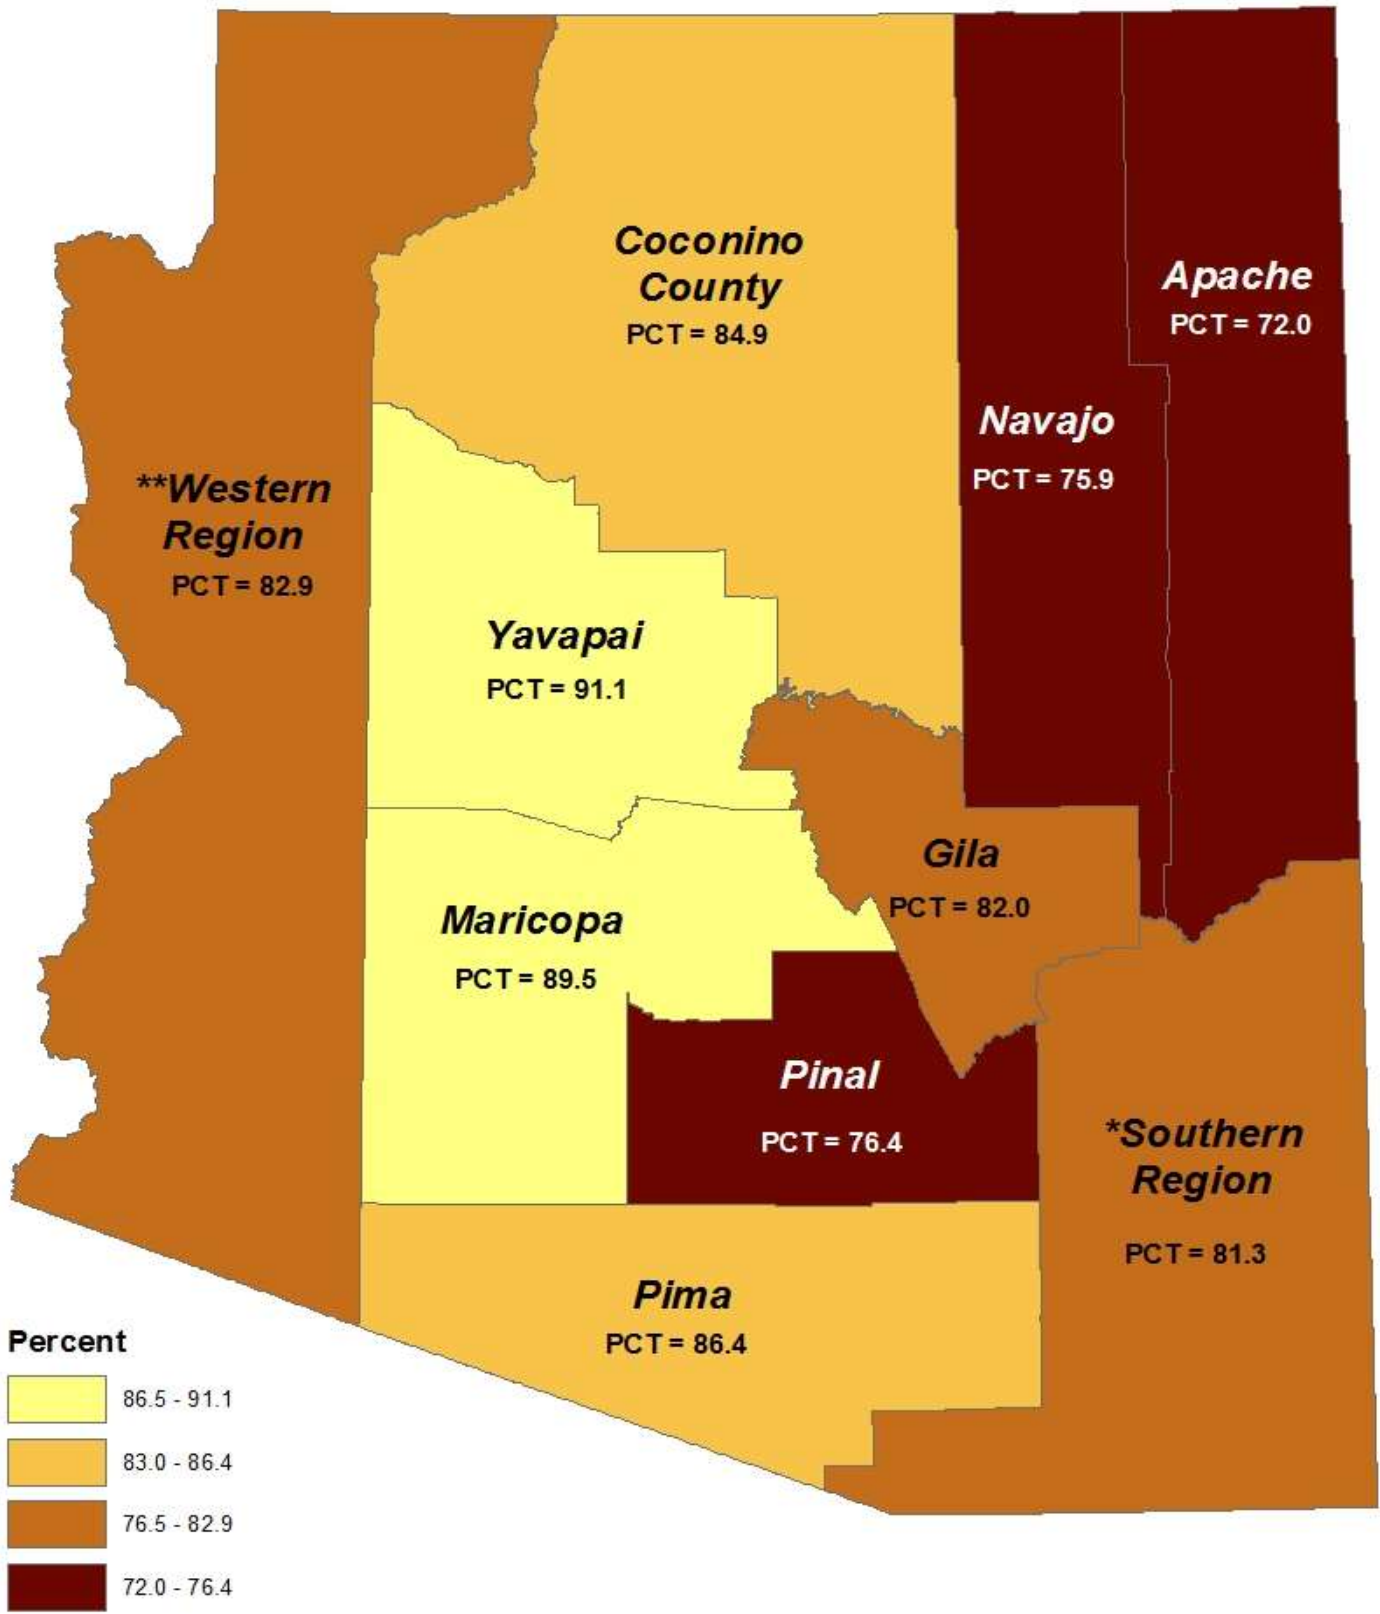 Coconino
County
PCT = 84.9
Apache
PCT = 72.0
Navajo
PCT = 75.9
**Western
Region
PCT = 82.9
Yavapai
PCT = 91.1
Gila
PCT = 82.0
Maricopa
PCT = 89.5
Pinal
PCT = 76.4
*Southern
Region
PCT = 81.3
Pima
PCT = 86.4
Percent
86.5 - 91.1
83.0 - 86.4
76.5 - 82.9
72.0 - 76.4